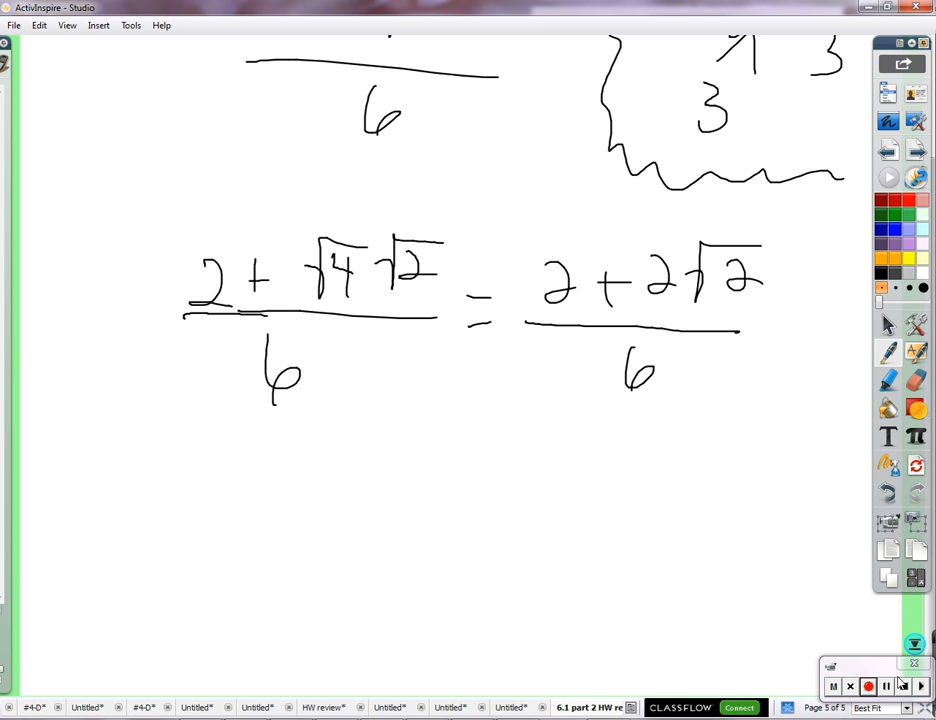 ActivInspire - Studio
File Edit View Insert Tools Help
6
3
3
2 + √4 √2
6
=
2 + 2√2
6
T π
M
#4-D* Untitled* Untitled* HW review* Untitled* Untitled* Untitled* 6.1 part 2 HW re CLASSFLOW Connect Page 5 of 5 Best Fit